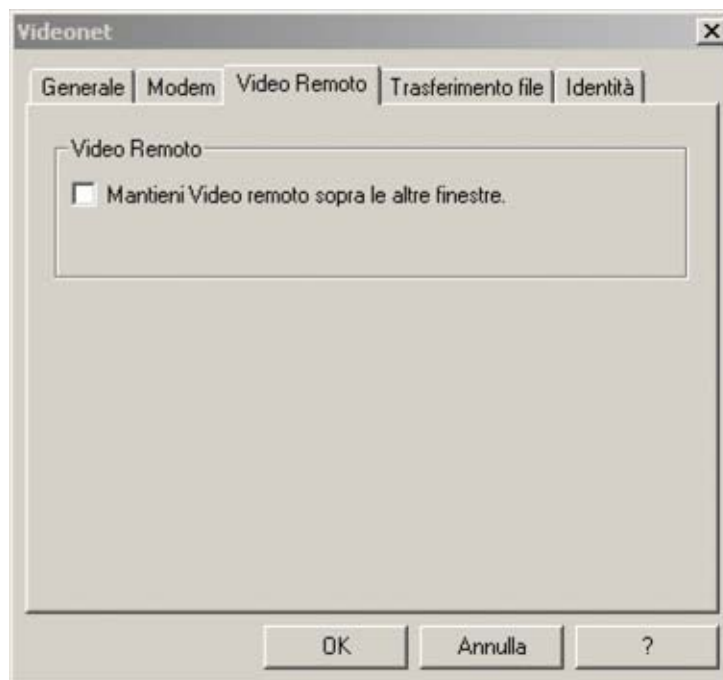 Videonet
Generale Modem Video Remoto Trasferimento file Identità
Video Remoto
Mantieni Video remoto sopra le altre finestre.
OK Annulla ?